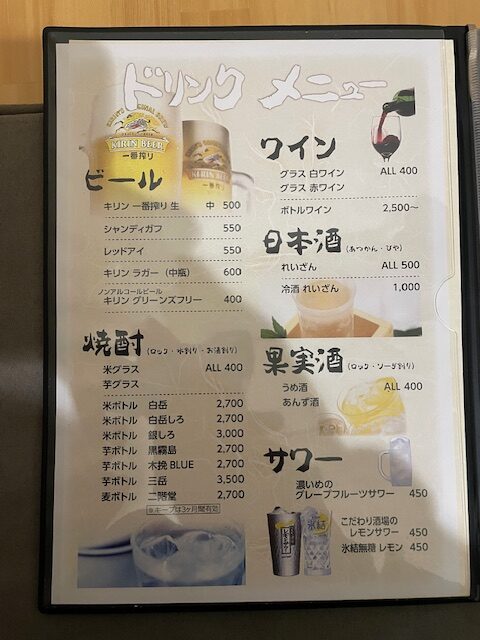 ドリンク メニュー
KIRIN BEER
一番搾り
ビール
キリン 一番搾り 生 中 500
シャンディガフ 550
レッドアイ 550
キリン ラガー（中瓶） 600
ノンアルコールビール
キリン グリーンズフリー 400
焼酎（ロック・水割り・お湯割り）
米グラス ALL 400
芋グラス
米ボトル 白岳 2,700
米ボトル 白岳しろ 2,700
米ボトル 銀しろ 3,000
芋ボトル 黒霧島 2,700
芋ボトル 木挽 BLUE 2,700
芋ボトル 三岳 3,500
麦ボトル 二階堂 2,700
※キープは3ヶ月間有効
ワイン
グラス 白ワイン ALL 400
グラス 赤ワイン
ボトルワイン 2,500～
日本酒（あつかん・ひや）
れいざん ALL 500
冷酒 れいざん 1,000
果実酒（ロック・ソーダ割り）
うめ酒 ALL 400
あんず酒
サワー
濃いめの
グレープフルーツサワー 450
こだわり酒場の
レモンサワー 450
氷結無糖 レモン 450
氷結